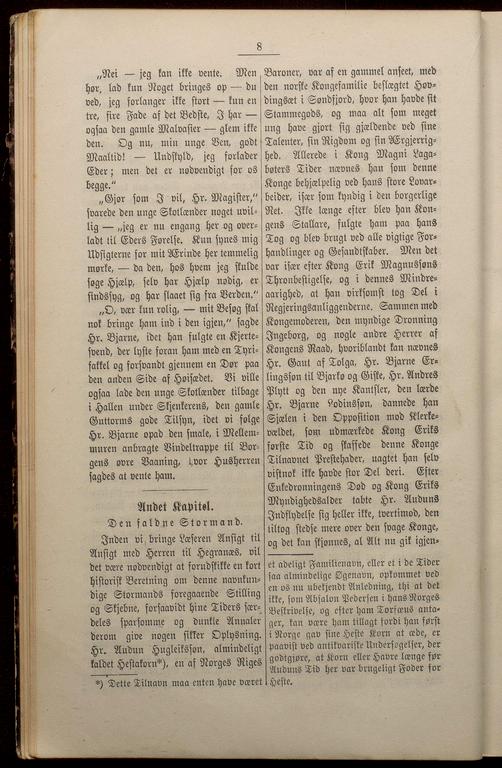 8
„Nei — jeg kan ikke vente. Men
hør, lad kun Noget bringes op — du
ved, jeg forlanger ikke stort — kun en
tre, fire Fade af det Bedste, I har —
ogsaa den gamle Malvasier — glem ikke
den. Og nu, min unge Ven, godt
Maaltid! — Undskyld, jeg forlader
Eder; men det er nødvendigt for os
begge.“
„Gjør som I vil, Hr. Magister,“
svarede den unge Skotlænder noget uvil-
lig — „jeg er nu engang her og over-
ladt til Eders Førelse. Kun synes mig
Udsigterne for mit Ærinde her temmelig
mørke, — da den, hos hvem jeg skulde
søge Hjælp, selv har Hjælp nødig, er
sindssyg, og har slaaet sig fra Verden.“
„O, vær kun rolig, — mit Besøg skal
nok bringe ham ind i den igjen,“ sagde
Hr. Bjarne, idet han fulgte en Kjerte-
svend, der lyste foran ham med en Tyri-
fakkel og forsvandt gjennem en Dør paa
den anden Side af Høisædet. Vi ville
ogsaa lade den unge Skotlænder tilbage
i Hallen under Skjenkerens, den gamle
Guttorms gode Tilsyn, idet vi følge
Hr. Bjarne opad den smale, i Mellem-
muren anbragte Vindeltrappe til Bor-
gens øvre Vaaning, hvor Husherren
sagdes at vente ham.
Andet Kapitel.
Den faldne Stormand.
Inden vi bringe Læseren Ansigt til
Ansigt med Herren til Hegranæs, vil
det være nødvendigt at forudskikke en kort
historisk Beretning om denne navnkun-
dige Stormands foregaaende Stilling
og Skjebne, forsaavidt hine Tiders sær-
deles sparsomme og dunkle Annaler
derom give nogen sikker Oplysning.
Hr. Audun Hugleiksson, almindeligt
kaldet Hestakorn*), en af Norges Riges
*) Dette Tilnavn maa enten have været
Baroner, var af en gammel anseet, med
den norske Kongefamilie beslægtet Høv-
dingsæt i Søndfjord, hvor han havde sit
Stammegods, og maa alt som meget
ung have gjort sig gjældende ved sine
Talenter, sin Rigdom og sin Ærgjerrig-
hed. Allerede i Kong Magni Laga-
bøters Tider nævnes han som denne
Konge behjælpelig ved hans store Lovar-
beider, især som kyndig i den borgerlige
Ret. Ikke længe efter blev han Kon-
gens Stallare, fulgte ham paa hans
Tog og blev brugt ved alle vigtige For-
handlinger og Gesandtskaber. Men det
var især efter Kong Erik Magnussøns
Thronbestigelse, og i dennes Mindre-
aarighed, at han virksomst tog Del i
Regjeringsanliggenderne. Sammen med
Kongemoderen, den myndige Dronning
Ingeborg, og nogle andre Herrer af
Kongens Raad, hvoriblandt kan nævnes
Hr. Gaut af Tolga, Hr. Bjarne Er-
lingssøn til Bjarkø og Giske, Hr. Andres
Plytt og den nye Kantsler, den lærde
Hr. Bjarne Lodinssøn, dannede han
Sjælen i den Opposition mod Klerke-
vældet, som udmærkede Kong Eriks
første Tid og skaffede denne Konge
Tilnavnet Prestehader, uagtet han selv
vistnok ikke havde stor Del deri. Efter
Enkedronningens Død og Kong Eriks
Myndighedsalder tabte Hr. Auduns
Indflydelse sig heller ikke, tvertimod, den
tiltog stedse mere over den svage Konge,
og det kan skjønnes, at Alt nu gik igjen-
et adeligt Familienavn, eller et i de Tider
saa almindelige Øgenavn, opkommet ved
en os nu ubekjendt Anledning, thi at det
ikke, som Absalon Pedersen i hans Norges
Beskrivelse, og efter ham Torfæus anta-
ger, kan være ham tillagt fordi han først
i Norge gav sine Heste Korn at æde, er
paavist ved antikvariske Undersøgelser, der
godtgjøre, at Korn eller Havre længe før
Auduns Tid her var brugeligt Foder for
Heste.